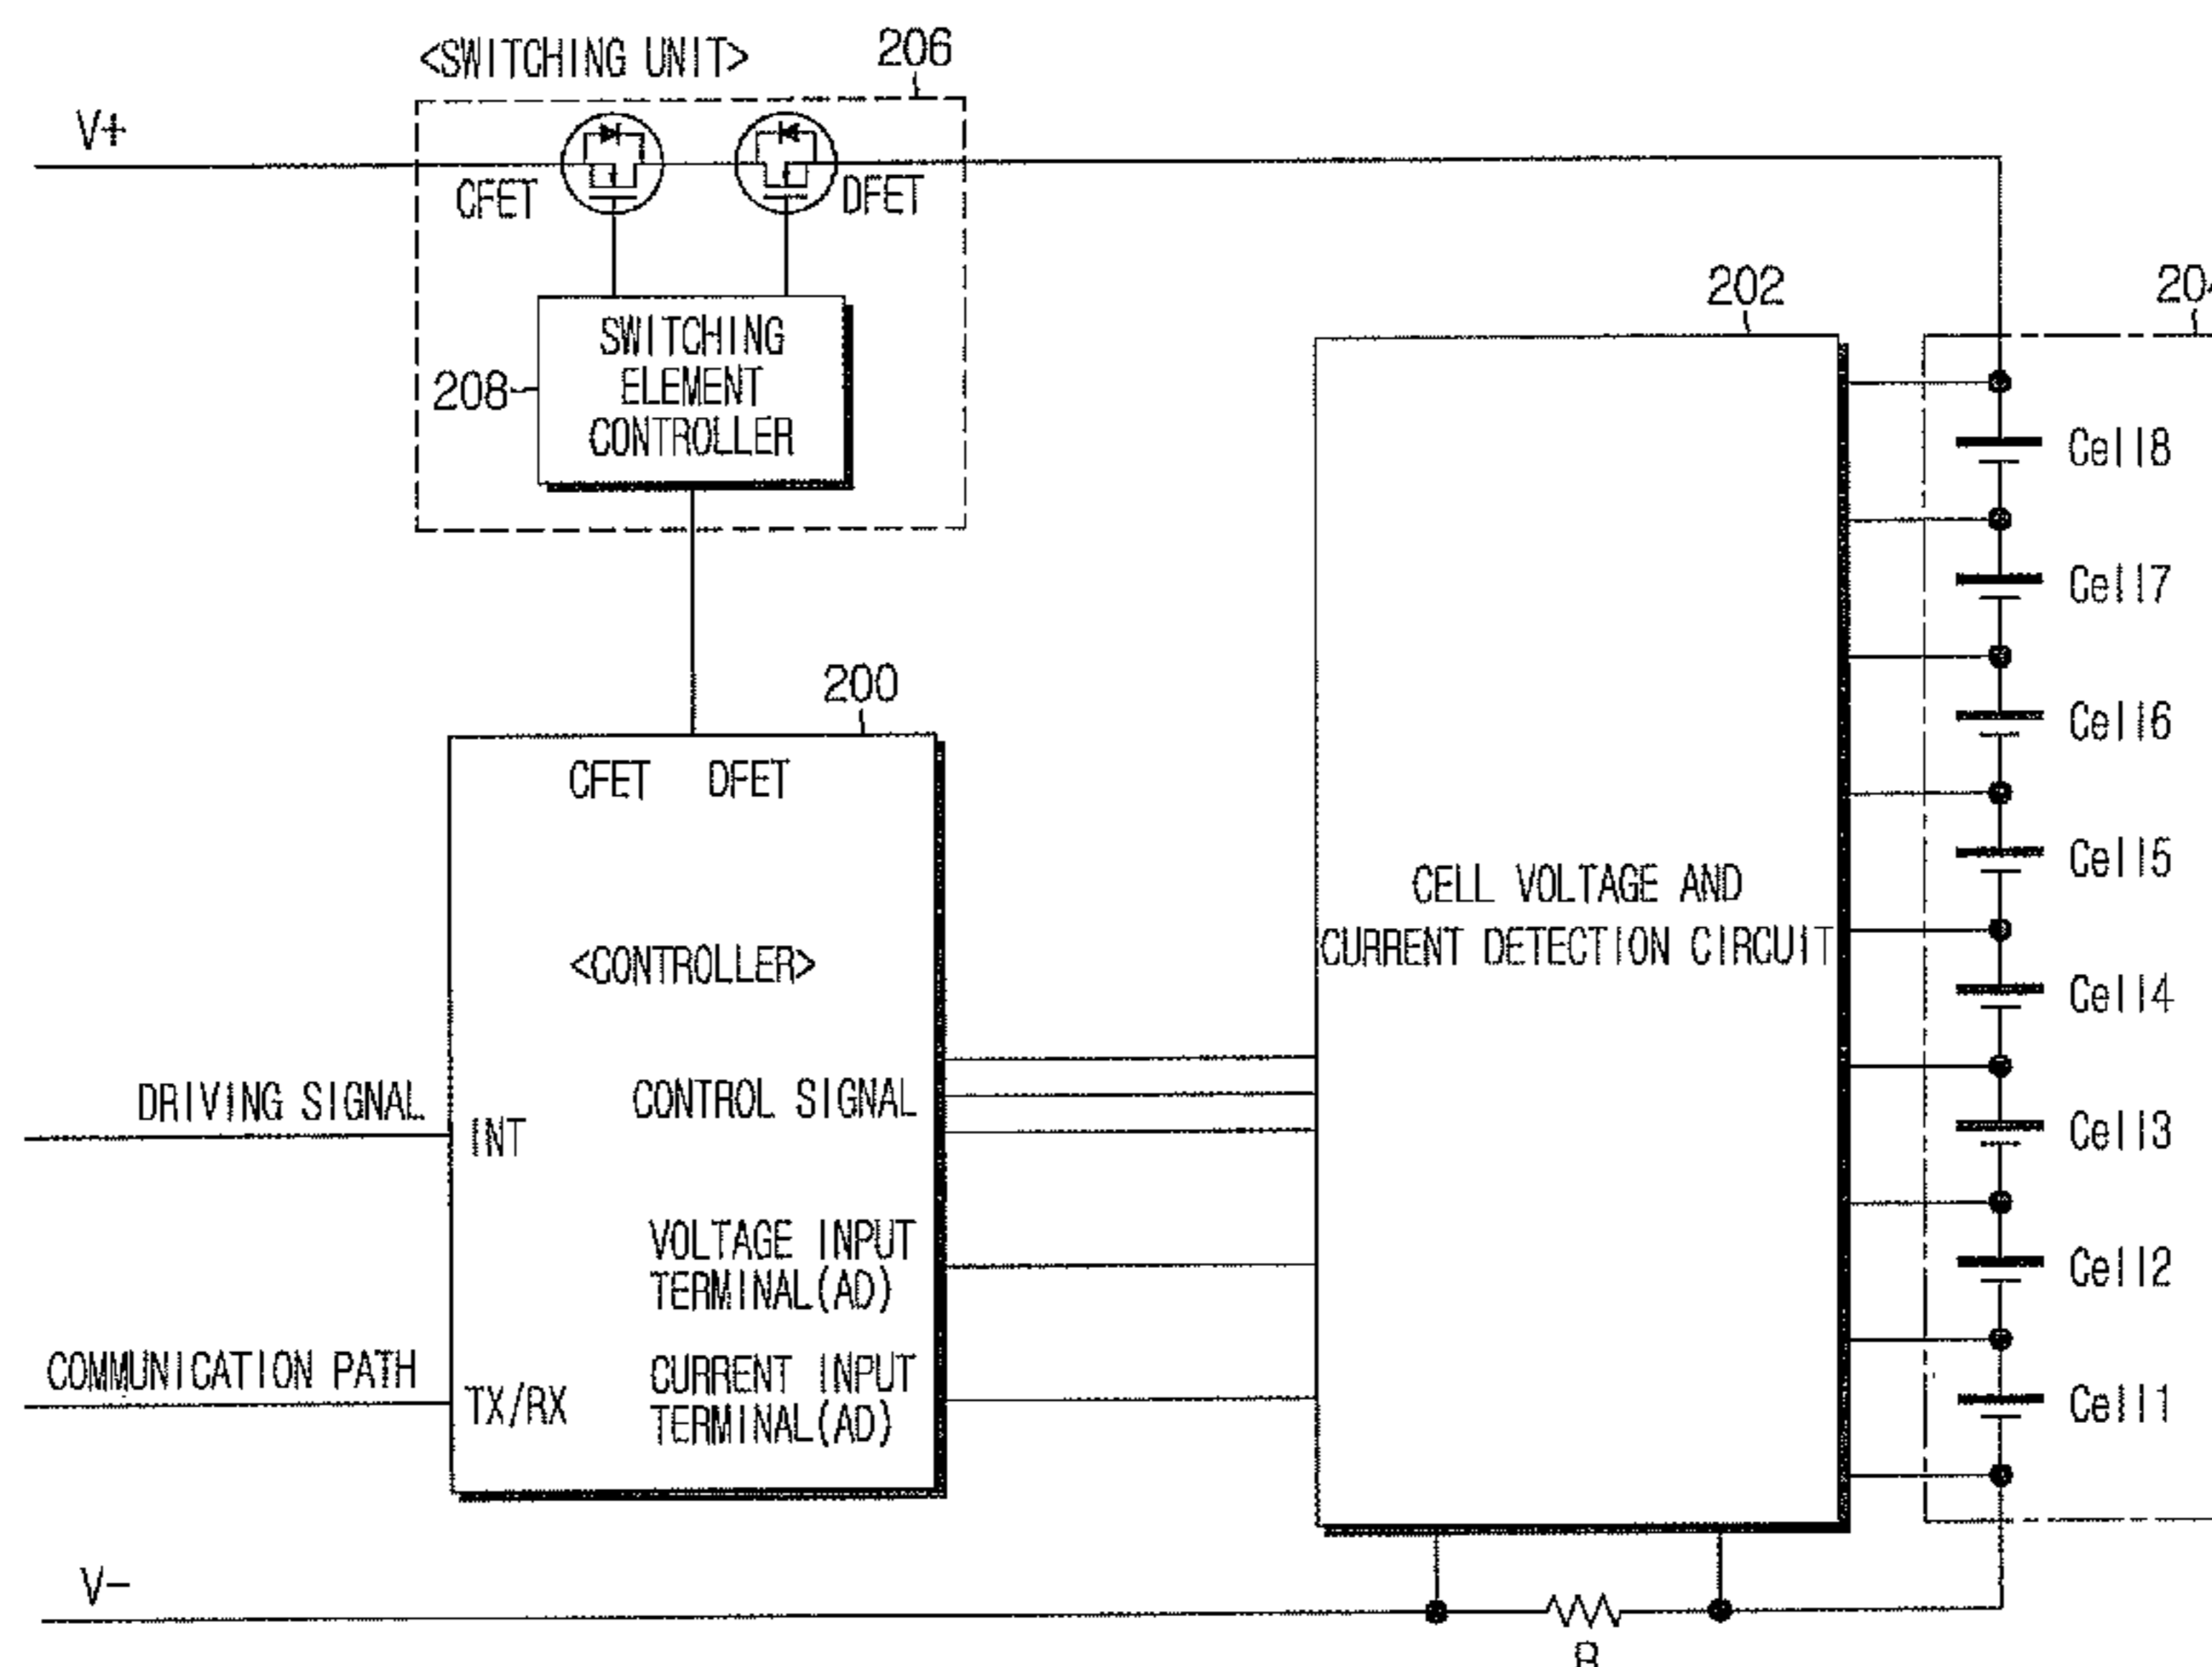 <SWITCHING UNIT>
206
V+
CFET
DFET
SWITCHING
ELEMENT
CONTROLLER
208
202
200
CFET DFET
<CONTROLLER>
DRIVING SIGNAL
INT
CONTROL SIGNAL
VOLTAGE INPUT
TERMINAL(AD)
COMMUNICATION PATH
TX/RX
CURRENT INPUT
TERMINAL(AD)
CELL VOLTAGE AND
CURRENT DETECTION CIRCUIT
Cell8
Cell7
Cell6
Cell5
Cell4
Cell3
Cell2
Cell1
V-